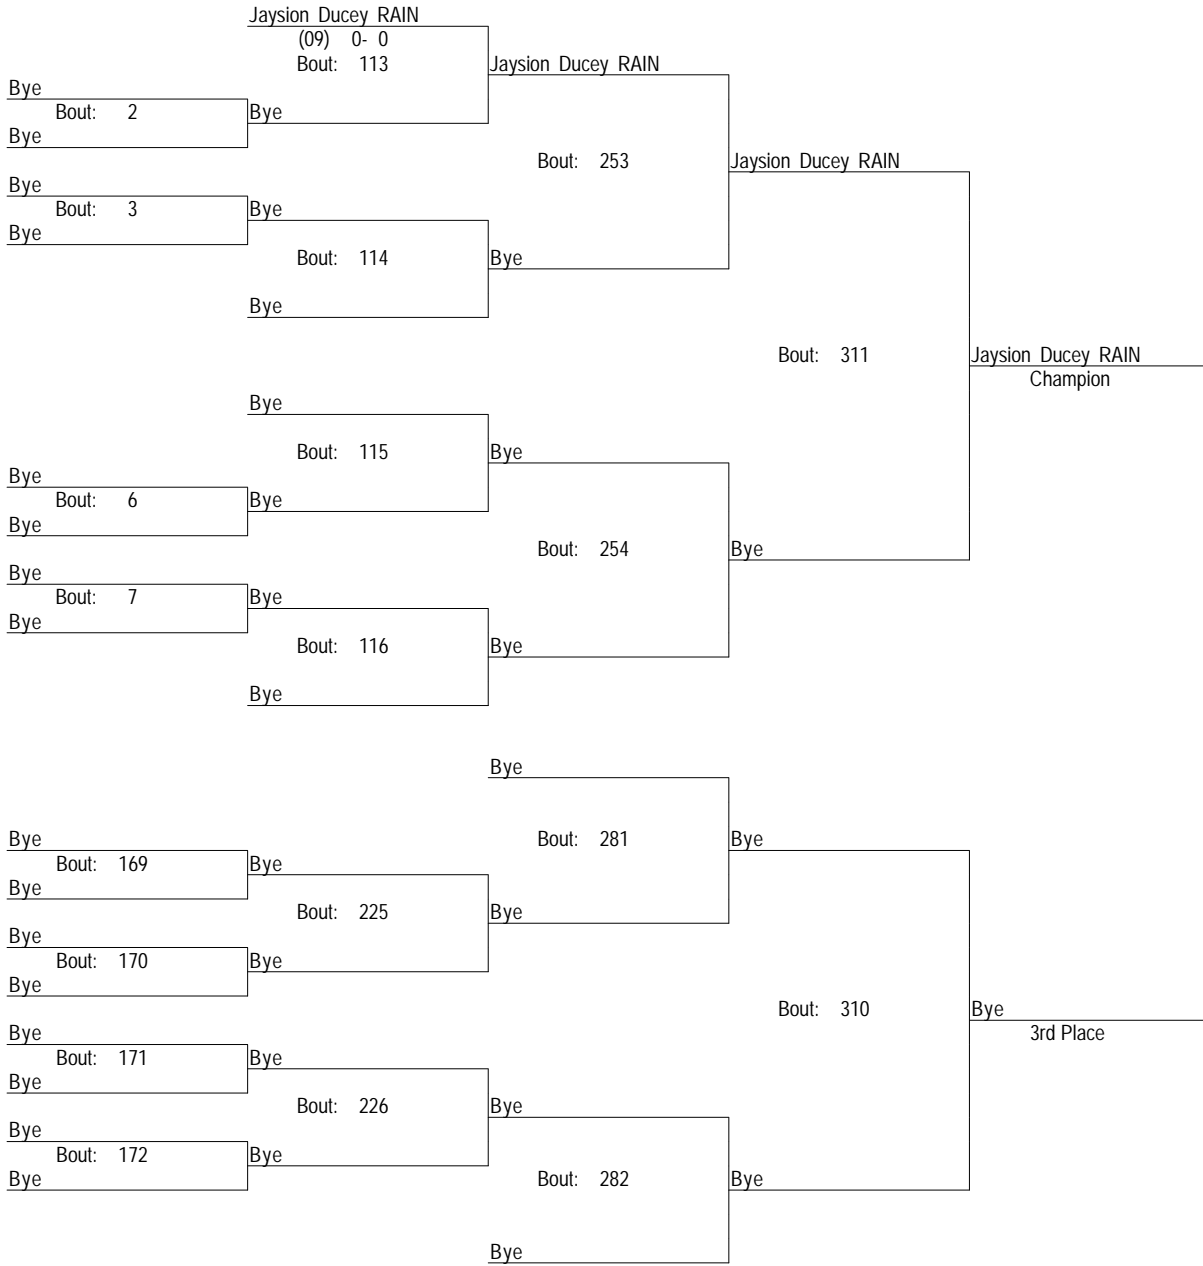 Jaysion Ducey RAIN
(09) 0- 0
Bout: 113
Jaysion Ducey RAIN
Bye
Bout: 2
Bye
Bye
Bout: 253
Jaysion Ducey RAIN
Bye
Bout: 3
Bye
Bye
Bout: 114
Bye
Bye
Bout: 311
Jaysion Ducey RAIN
Champion
Bye
Bout: 115
Bye
Bye
Bout: 6
Bye
Bye
Bout: 254
Bye
Bye
Bout: 7
Bye
Bye
Bout: 116
Bye
Bye
Bye
Bout: 281
Bye
Bye
Bout: 169
Bye
Bye
Bout: 225
Bye
Bye
Bout: 170
Bye
Bye
Bout: 310
Bye
3rd Place
Bye
Bout: 171
Bye
Bye
Bout: 226
Bye
Bye
Bout: 172
Bye
Bye
Bout: 282
Bye
Bye